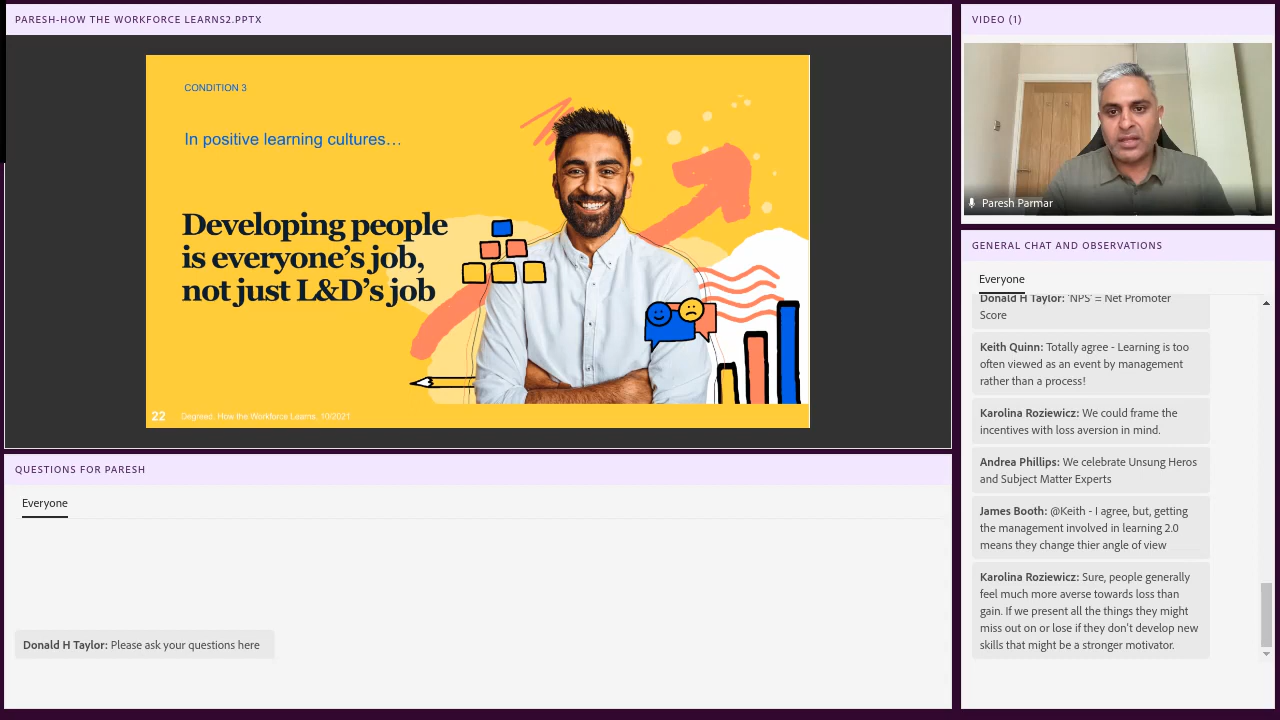 PARESH-HOW THE WORKFORCE LEARNS2.PPTX
CONDITION 3
In positive learning cultures…
Developing people
is everyone's job,
not just L&D's job
22 Degreed. How the Workforce Learns. 10/2021
QUESTIONS FOR PARESH
Everyone
Donald H Taylor: Please ask your questions here
VIDEO (1)
Paresh Parmar
GENERAL CHAT AND OBSERVATIONS
Everyone
Donald H Taylor: 'NPS' = Net Promoter
Score
Keith Quinn: Totally agree - Learning is too
often viewed as an event by management
rather than a process!
Karolina Roziewicz: We could frame the
incentives with loss aversion in mind.
Andrea Phillips: We celebrate Unsung Heros
and Subject Matter Experts
James Booth: @Keith - I agree, but, getting
the management involved in learning 2.0
means they change thier angle of view
Karolina Roziewicz: Sure, people generally
feel much more averse towards loss than
gain. If we present all the things they might
miss out on or lose if they don't develop new
skills that might be a stronger motivator.